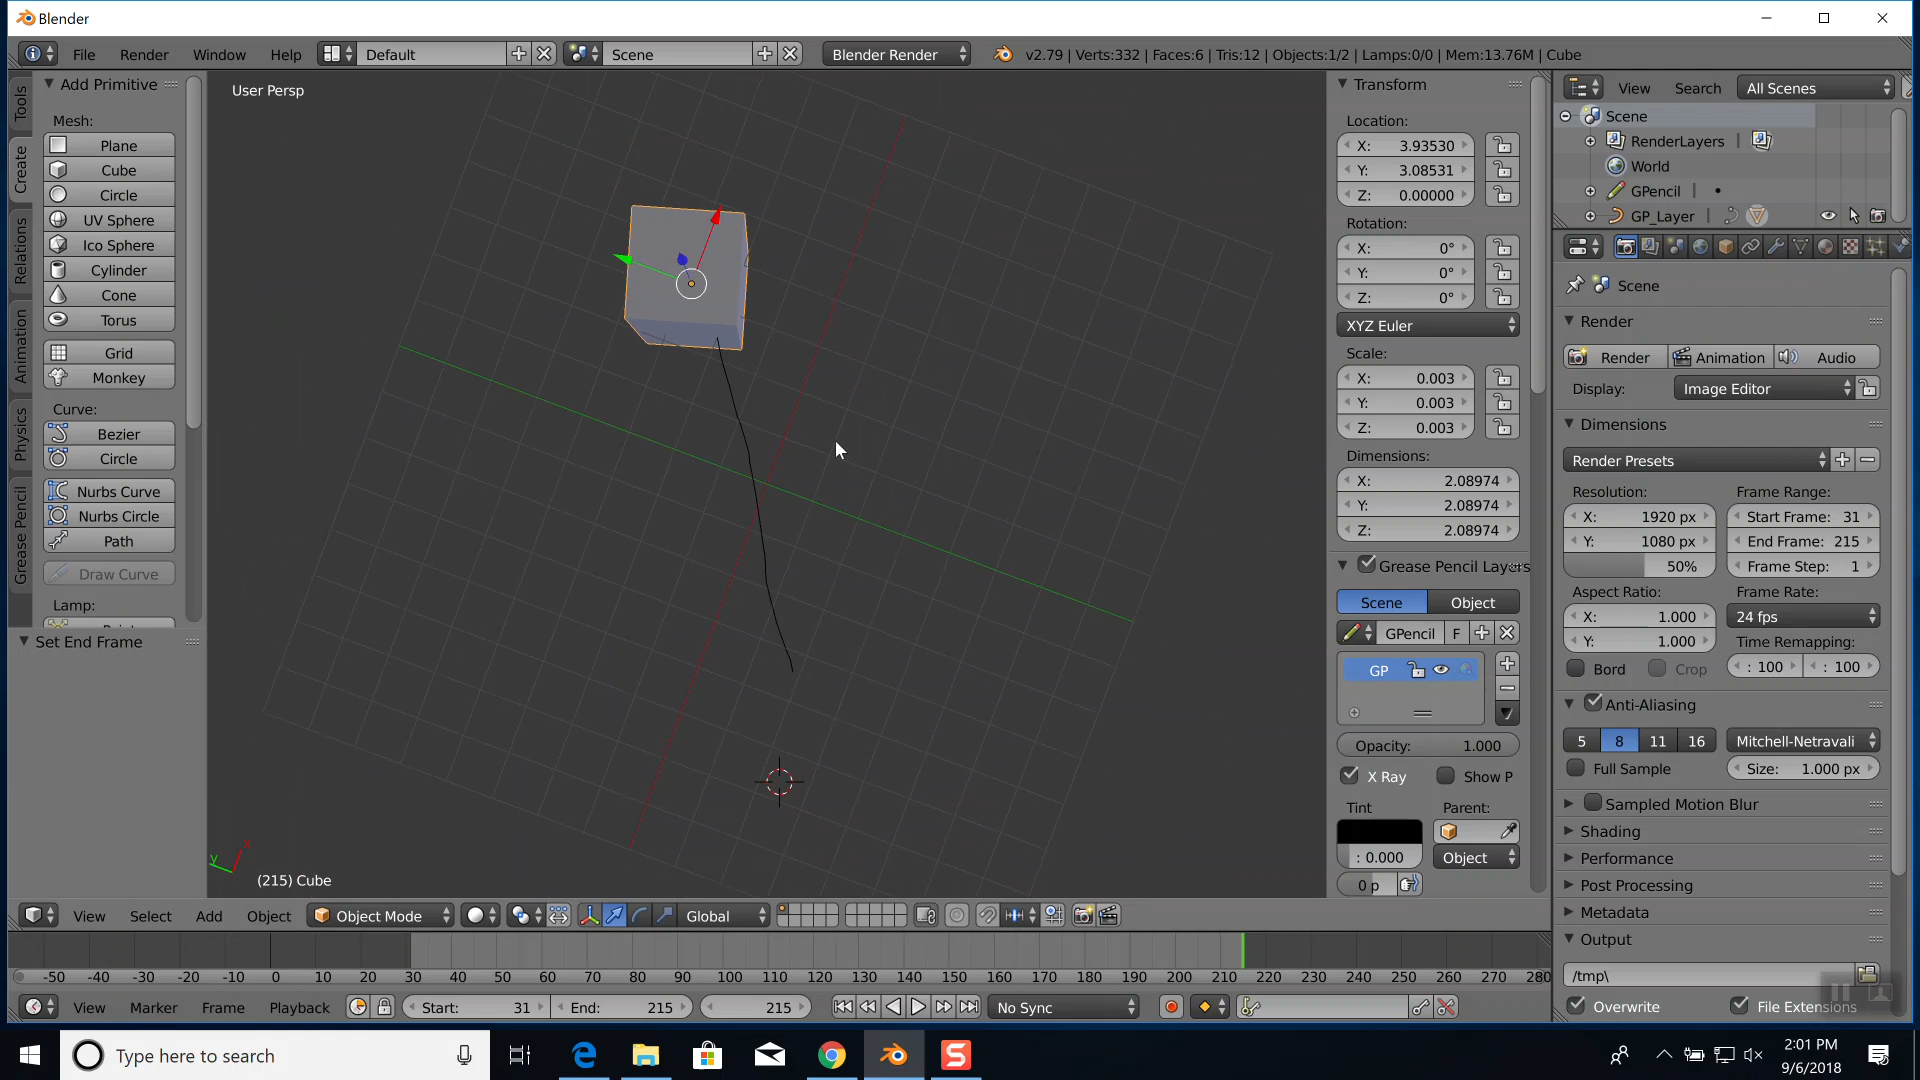 Blender
File Render Window Help Default Scene Blender Render v2.79 | Verts:332 | Faces:6 | Tris:12 | Objects:1/2 | Lamps:0/0 | Mem:13.76M | Cube
Tools
Create
Relations
Animation
Physics
Grease Pencil
Add Primitive
Mesh:
Plane
Cube
Circle
UV Sphere
Ico Sphere
Cylinder
Cone
Torus
Grid
Monkey
Curve:
Bezier
Circle
Nurbs Curve
Nurbs Circle
Path
Draw Curve
Lamp:
Set End Frame
User Persp
y x
(215) Cube
Transform
Location:
X: 3.93530
Y: 3.08531
Z: 0.00000
Rotation:
X: 0°
Y: 0°
Z: 0°
XYZ Euler
Scale:
X: 0.003
Y: 0.003
Z: 0.003
Dimensions:
X: 2.08974
Y: 2.08974
Z: 2.08974
Grease Pencil Layers
Scene Object
GPencil F
GP
Opacity: 1.000
X Ray Show P
Tint Parent:
: 0.000 Object
0 p
View Search All Scenes
Scene
RenderLayers |
World
GPencil |
GP_Layer |
Scene
Render
Render Animation Audio
Display: Image Editor
Dimensions
Render Presets
Resolution: Frame Range:
X: 1920 px Start Frame: 31
Y: 1080 px End Frame: 215
50% Frame Step: 1
Aspect Ratio: Frame Rate:
X: 1.000 24 fps
Y: 1.000 Time Remapping:
Bord Crop : 100 : 100
Anti-Aliasing
5 8 11 16 Mitchell-Netravali
Full Sample Size: 1.000 px
Sampled Motion Blur
Shading
Performance
Post Processing
Metadata
Output
/tmp\
Overwrite File Extensions
View Select Add Object Object Mode Global
-50 -40 -30 -20 -10 0 10 20 30 40 50 60 70 80 90 100 110 120 130 140 150 160 170 180 190 200 210 220 230 240 250 260 270 280
View Marker Frame Playback Start: 31 End: 215 215 No Sync
Type here to search
2:01 PM
9/6/2018